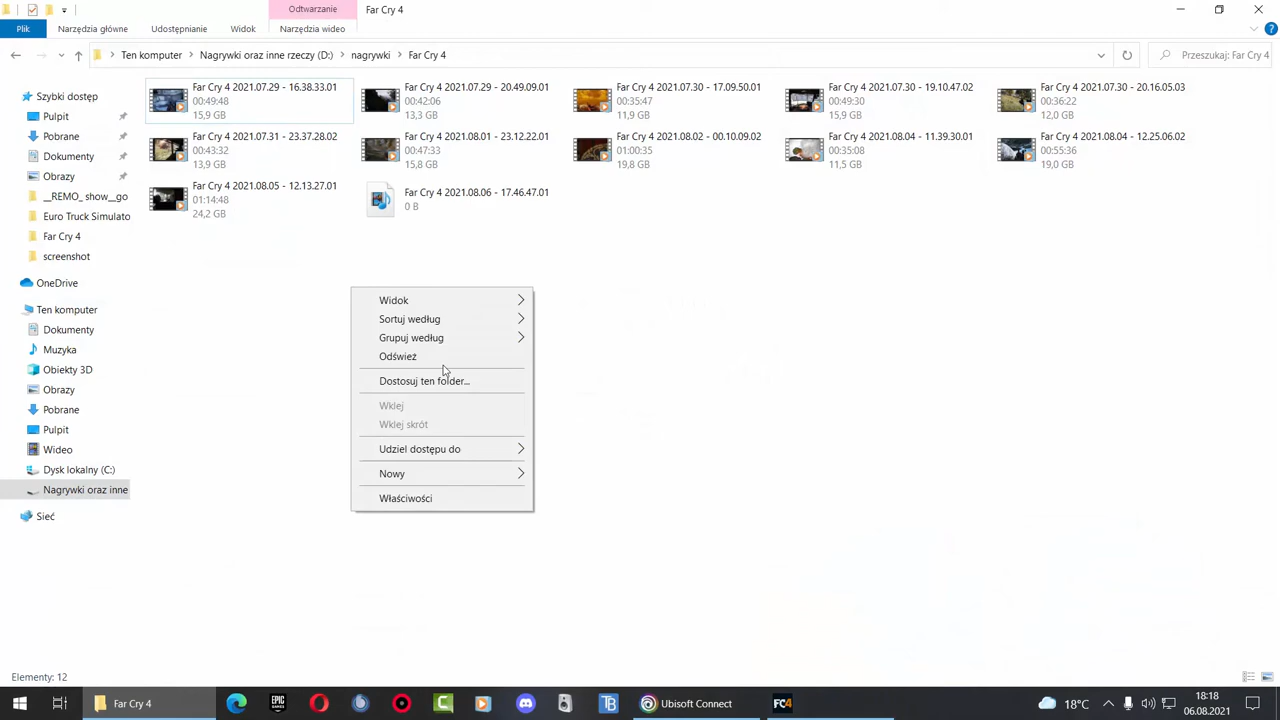 Odtwarzanie
Far Cry 4
Plik
Narzędzia główne
Udostępnianie
Widok
Narzędzia wideo
Ten komputer
Nagrywki oraz inne rzeczy (D:)
nagrywki
Far Cry 4
Przeszukaj: Far Cry 4
Szybki dostęp
Pulpit
Pobrane
Dokumenty
Obrazy
__REMO_ show__go
Euro Truck Simulato
Far Cry 4
screenshot
OneDrive
Ten komputer
Dokumenty
Muzyka
Obiekty 3D
Obrazy
Pobrane
Pulpit
Wideo
Dysk lokalny (C:)
Nagrywki oraz inne
Sieć
Far Cry 4 2021.07.29 - 16.38.33.01
00:49:48
15,9 GB
Far Cry 4 2021.07.29 - 20.49.09.01
00:42:06
13,3 GB
Far Cry 4 2021.07.30 - 17.09.50.01
00:35:47
11,9 GB
Far Cry 4 2021.07.30 - 19.10.47.02
00:49:30
15,9 GB
Far Cry 4 2021.07.30 - 20.16.05.03
00:36:22
12,0 GB
Far Cry 4 2021.07.31 - 23.37.28.02
00:43:32
13,9 GB
Far Cry 4 2021.08.01 - 23.12.22.01
00:47:33
15,8 GB
Far Cry 4 2021.08.02 - 00.10.09.02
01:00:35
19,8 GB
Far Cry 4 2021.08.04 - 11.39.30.01
00:35:08
11,5 GB
Far Cry 4 2021.08.04 - 12.25.06.02
00:55:36
19,0 GB
Far Cry 4 2021.08.05 - 12.13.27.01
01:14:48
24,2 GB
Far Cry 4 2021.08.06 - 17.46.47.01
0 B
Widok
Sortuj według
Grupuj według
Odśwież
Dostosuj ten folder...
Wklej
Wklej skrót
Udziel dostępu do
Nowy
Właściwości
Elementy: 12
Far Cry 4
EPIC GAMES
TB
Ubisoft Connect
FC4
18°C
18:18
06.08.2021